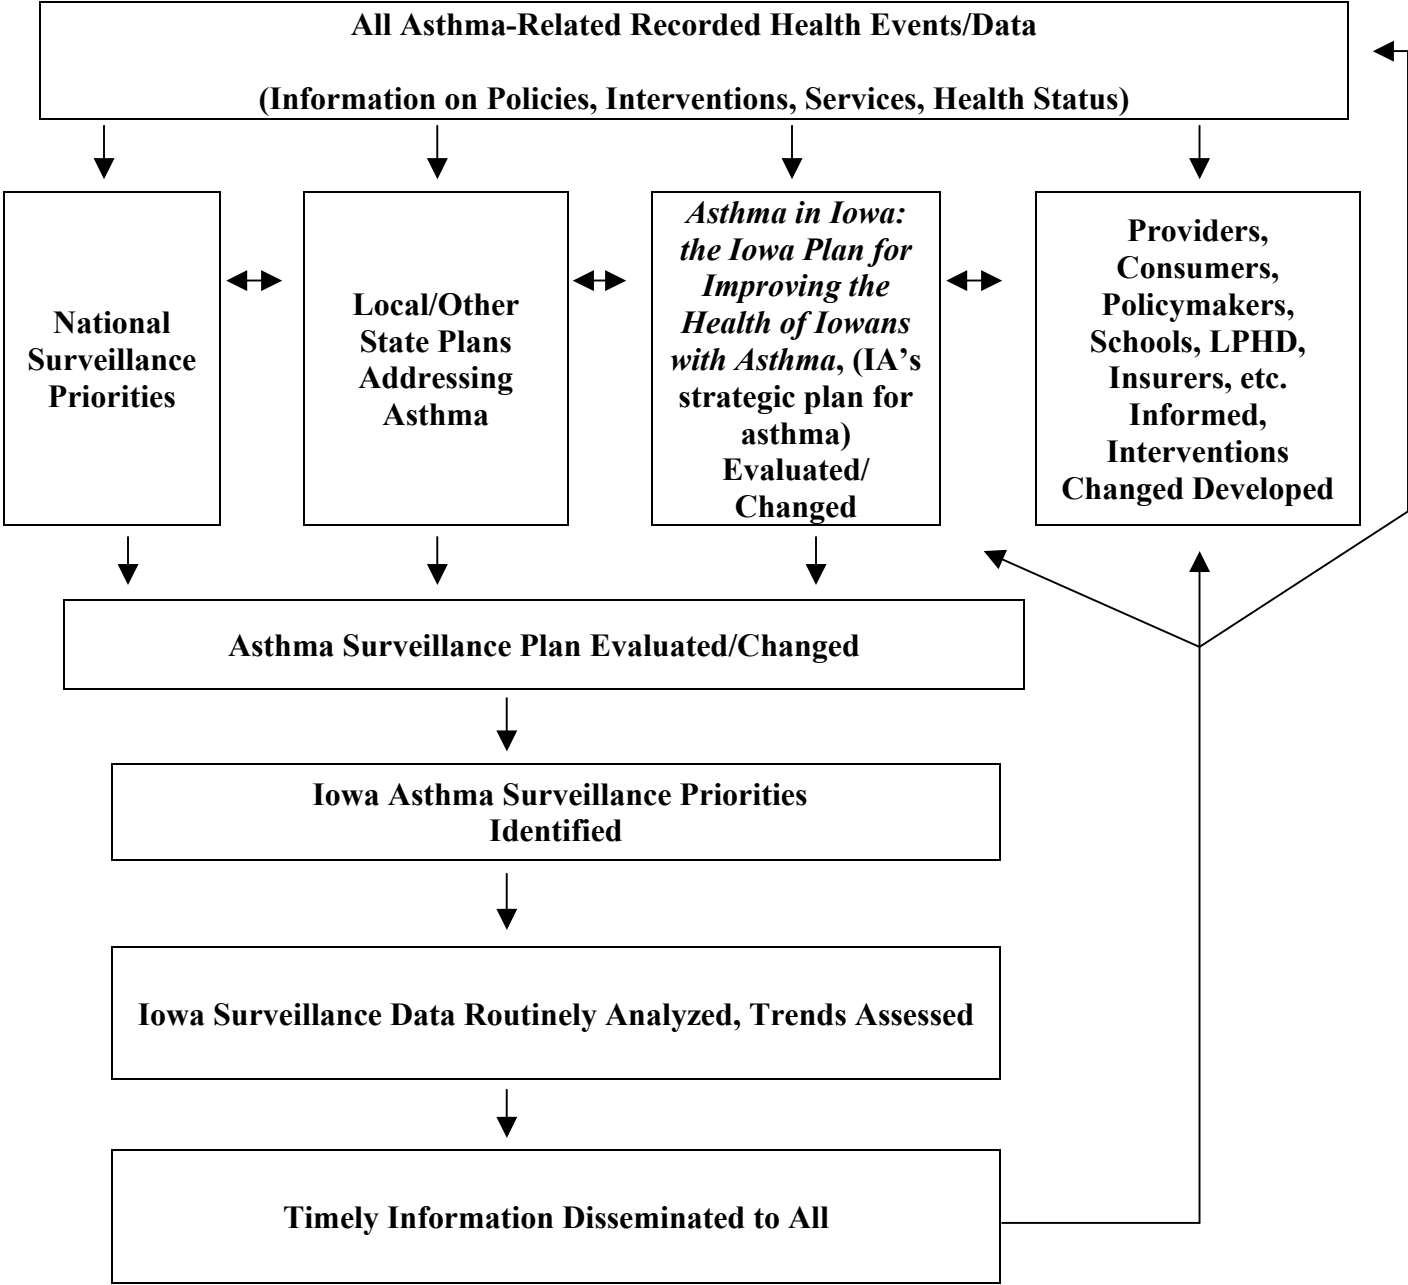 All Asthma-Related Recorded Health Events/Data
(Information on Policies, Interventions, Services, Health Status)
National
Surveillance
Priorities
Local/Other
State Plans
Addressing
Asthma
Asthma in Iowa:
the Iowa Plan for
Improving the
Health of Iowans
with Asthma, (IA’s
strategic plan for
asthma)
Evaluated/
Changed
Providers,
Consumers,
Policymakers,
Schools, LPHD,
Insurers, etc.
Informed,
Interventions
Changed Developed
Asthma Surveillance Plan Evaluated/Changed
Iowa Asthma Surveillance Priorities
Identified
Iowa Surveillance Data Routinely Analyzed, Trends Assessed
Timely Information Disseminated to All